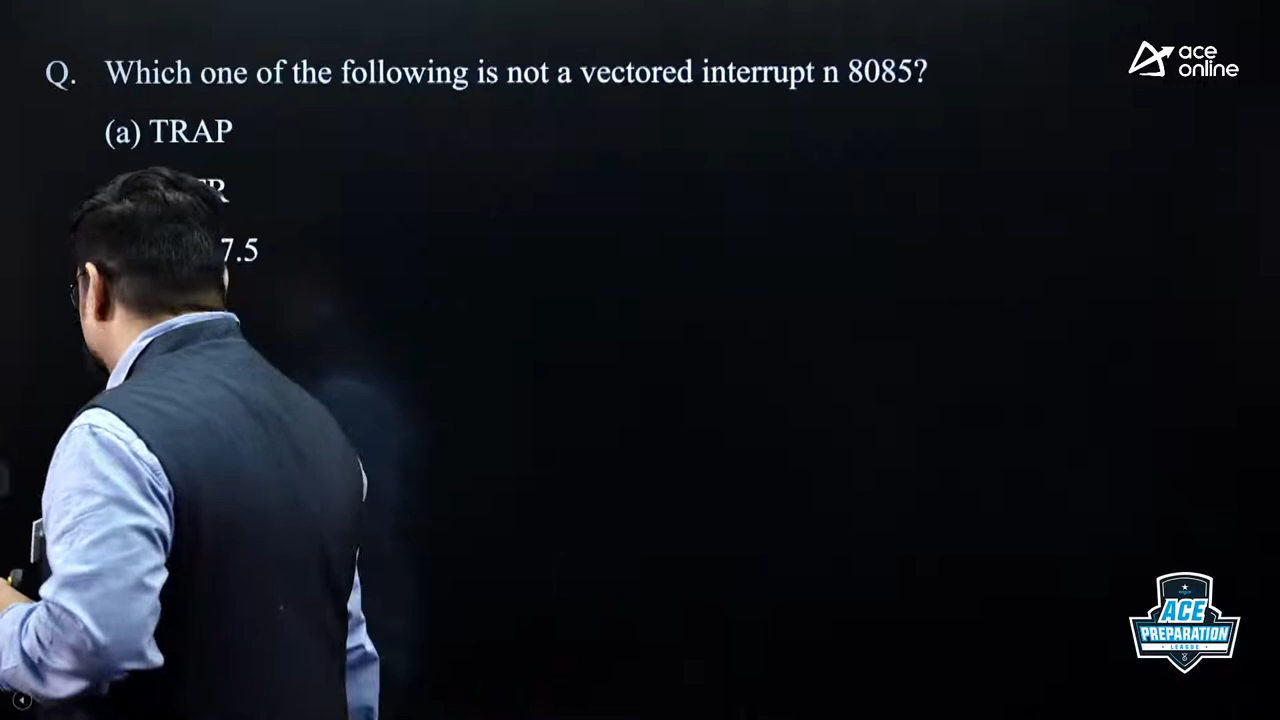 Q. Which one of the following is not a vectored interrupt n 8085?
(a) TRAP
7.5
ace
online
ACE
PREPARATION
LEAGUE